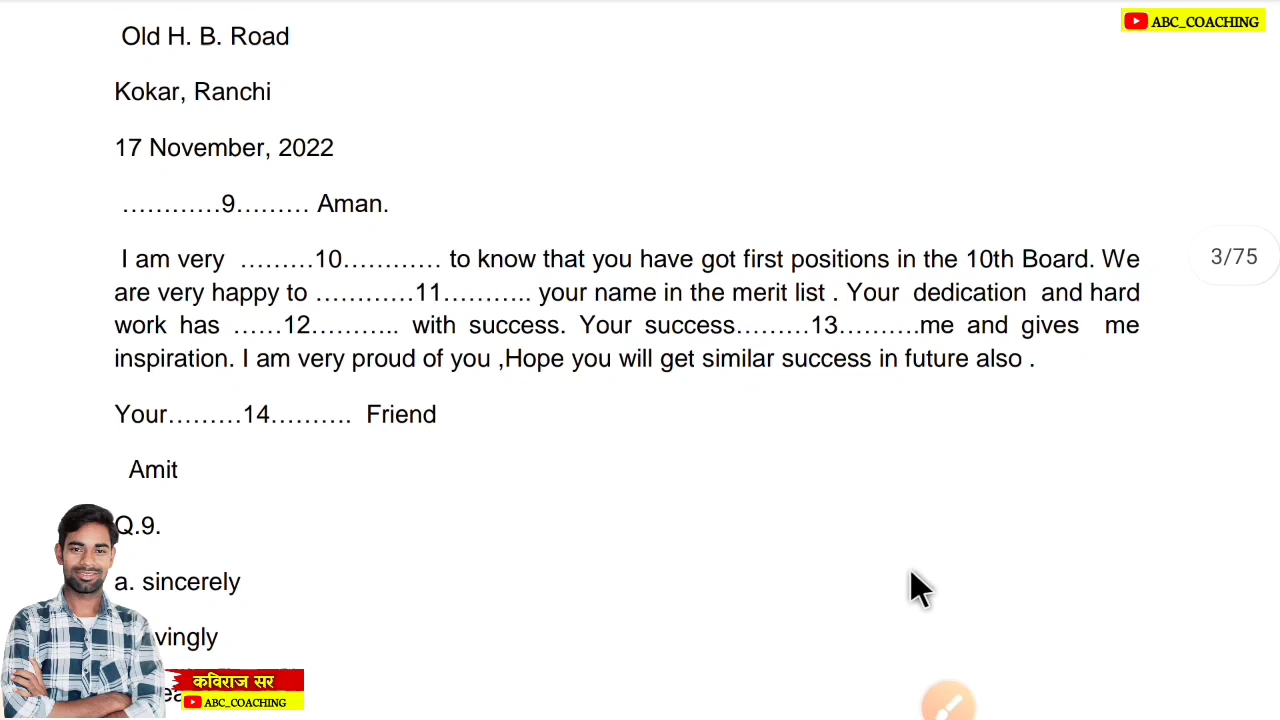 ABC_COACHING
Old H. B. Road
Kokar, Ranchi
17 November, 2022
…………9……… Aman.
I am very ………10………… to know that you have got first positions in the 10th Board. We
are very happy to …………11……….. your name in the merit list . Your dedication and hard
work has ……12……….. with success. Your success………13……….me and gives me
inspiration. I am very proud of you ,Hope you will get similar success in future also .
3/75
Your………14………. Friend
Amit
Q.9.
a. sincerely
vingly
कविराज सर
ABC_COACHING